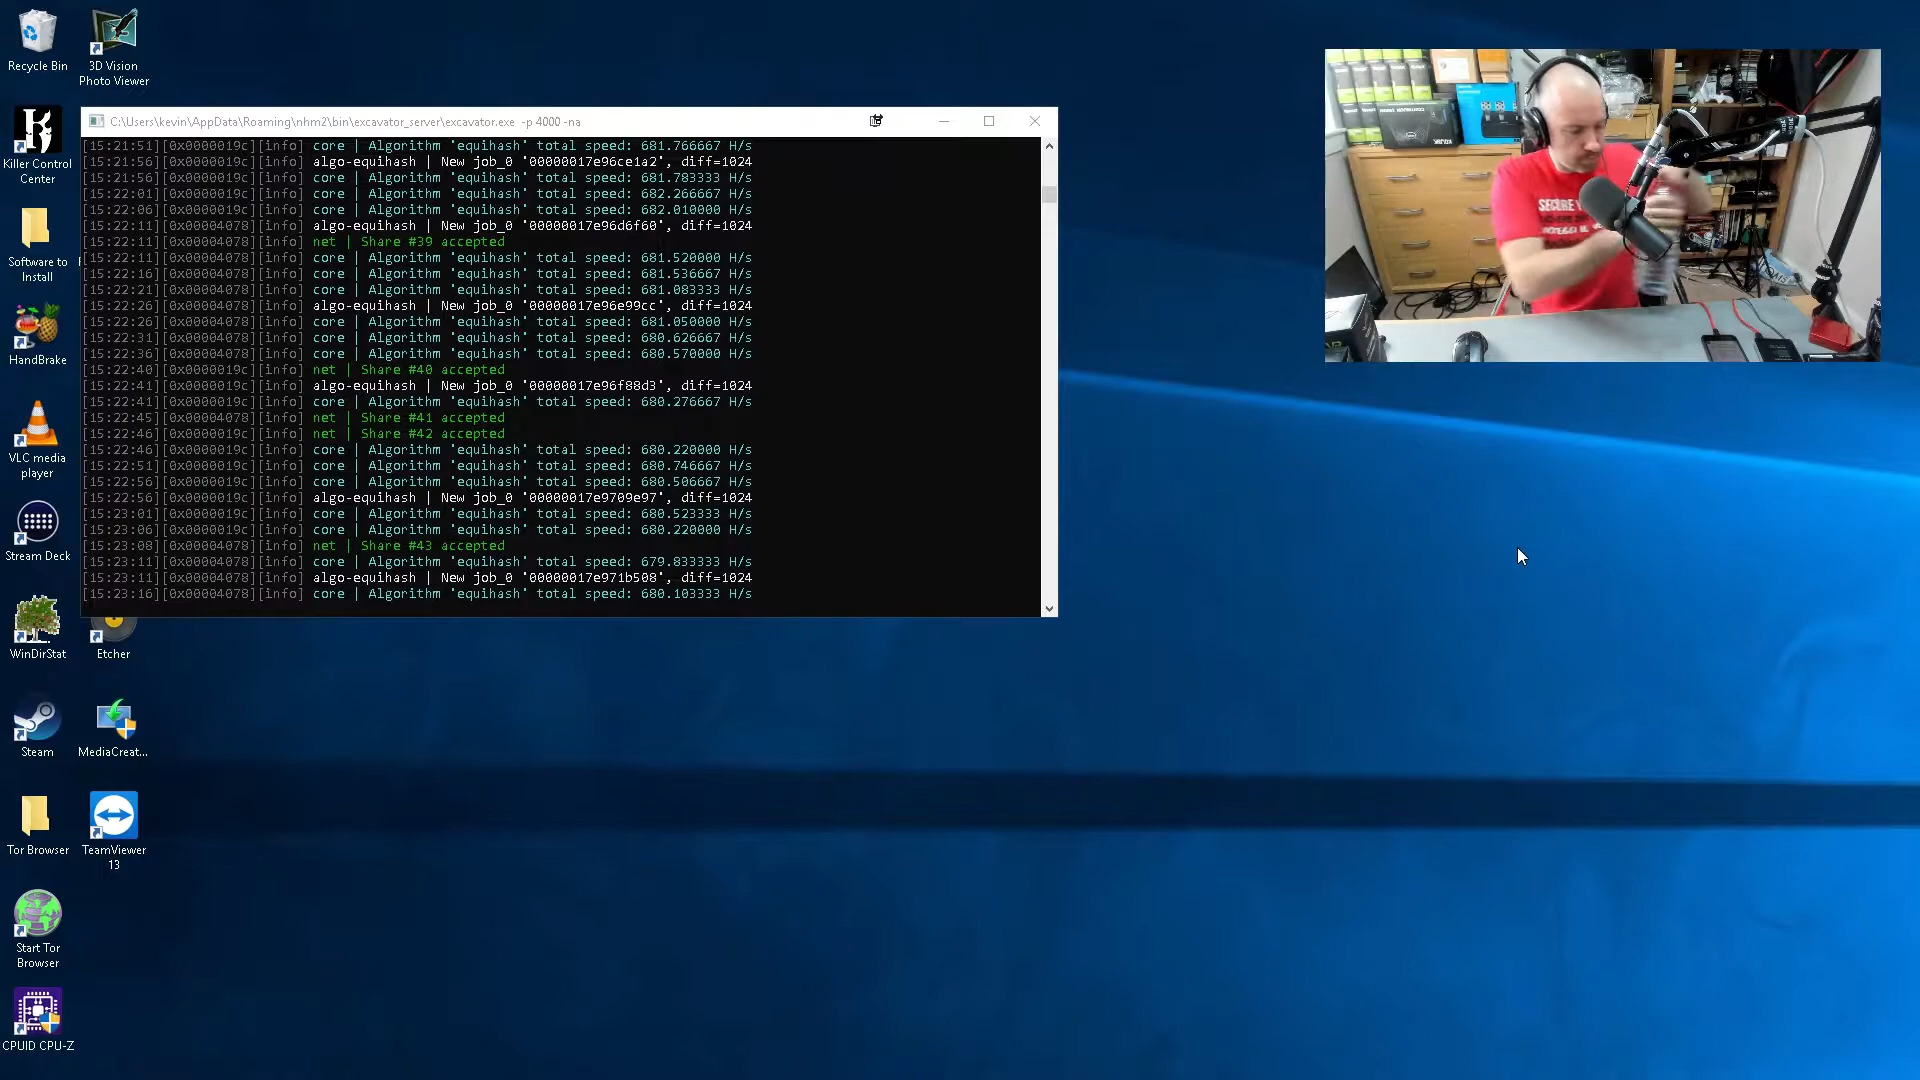 Recycle Bin
3D Vision
Photo Viewer
Killer Control
Center
Software to
Install
HandBrake
VLC media
player
Stream Deck
WinDirStat
Etcher
Steam
MediaCreat...
Tor Browser
TeamViewer
13
Start Tor
Browser
CPUID CPU-Z
C:\Users\kevin\AppData\Roaming\nhm2\bin\excavator_server\excavator.exe -p 4000 -na
[15:21:51][0x0000019c][info] core | Algorithm 'equihash' total speed: 681.766667 H/s
[15:21:56][0x0000019c][info] algo-equihash | New job_0 '00000017e96ce1a2', diff=1024
[15:21:56][0x0000019c][info] core | Algorithm 'equihash' total speed: 681.783333 H/s
[15:22:01][0x0000019c][info] core | Algorithm 'equihash' total speed: 682.266667 H/s
[15:22:06][0x0000019c][info] core | Algorithm 'equihash' total speed: 682.010000 H/s
[15:22:11][0x00004078][info] algo-equihash | New job_0 '00000017e96d6f60', diff=1024
[15:22:11][0x0000019c][info] net | Share #39 accepted
[15:22:11][0x00004078][info] core | Algorithm 'equihash' total speed: 681.520000 H/s
[15:22:16][0x0000019c][info] core | Algorithm 'equihash' total speed: 681.536667 H/s
[15:22:21][0x00004078][info] core | Algorithm 'equihash' total speed: 681.083333 H/s
[15:22:26][0x0000019c][info] algo-equihash | New job_0 '00000017e96e99cc', diff=1024
[15:22:26][0x00004078][info] core | Algorithm 'equihash' total speed: 681.050000 H/s
[15:22:31][0x00004078][info] core | Algorithm 'equihash' total speed: 680.626667 H/s
[15:22:36][0x00004078][info] core | Algorithm 'equihash' total speed: 680.570000 H/s
[15:22:40][0x0000019c][info] net | Share #40 accepted
[15:22:41][0x00004078][info] algo-equihash | New job_0 '00000017e96f88d3', diff=1024
[15:22:41][0x0000019c][info] core | Algorithm 'equihash' total speed: 680.276667 H/s
[15:22:45][0x00004078][info] net | Share #41 accepted
[15:22:46][0x0000019c][info] net | Share #42 accepted
[15:22:46][0x0000019c][info] core | Algorithm 'equihash' total speed: 680.220000 H/s
[15:22:51][0x00004078][info] core | Algorithm 'equihash' total speed: 680.746667 H/s
[15:22:56][0x0000019c][info] core | Algorithm 'equihash' total speed: 680.506667 H/s
[15:22:56][0x0000019c][info] algo-equihash | New job_0 '00000017e9709e97', diff=1024
[15:23:01][0x0000019c][info] core | Algorithm 'equihash' total speed: 680.523333 H/s
[15:23:06][0x0000019c][info] core | Algorithm 'equihash' total speed: 680.220000 H/s
[15:23:08][0x00004078][info] net | Share #43 accepted
[15:23:11][0x00004078][info] core | Algorithm 'equihash' total speed: 679.833333 H/s
[15:23:11][0x00004078][info] algo-equihash | New job_0 '00000017e971b508', diff=1024
[15:23:16][0x00004078][info] core | Algorithm 'equihash' total speed: 680.103333 H/s
SECURE